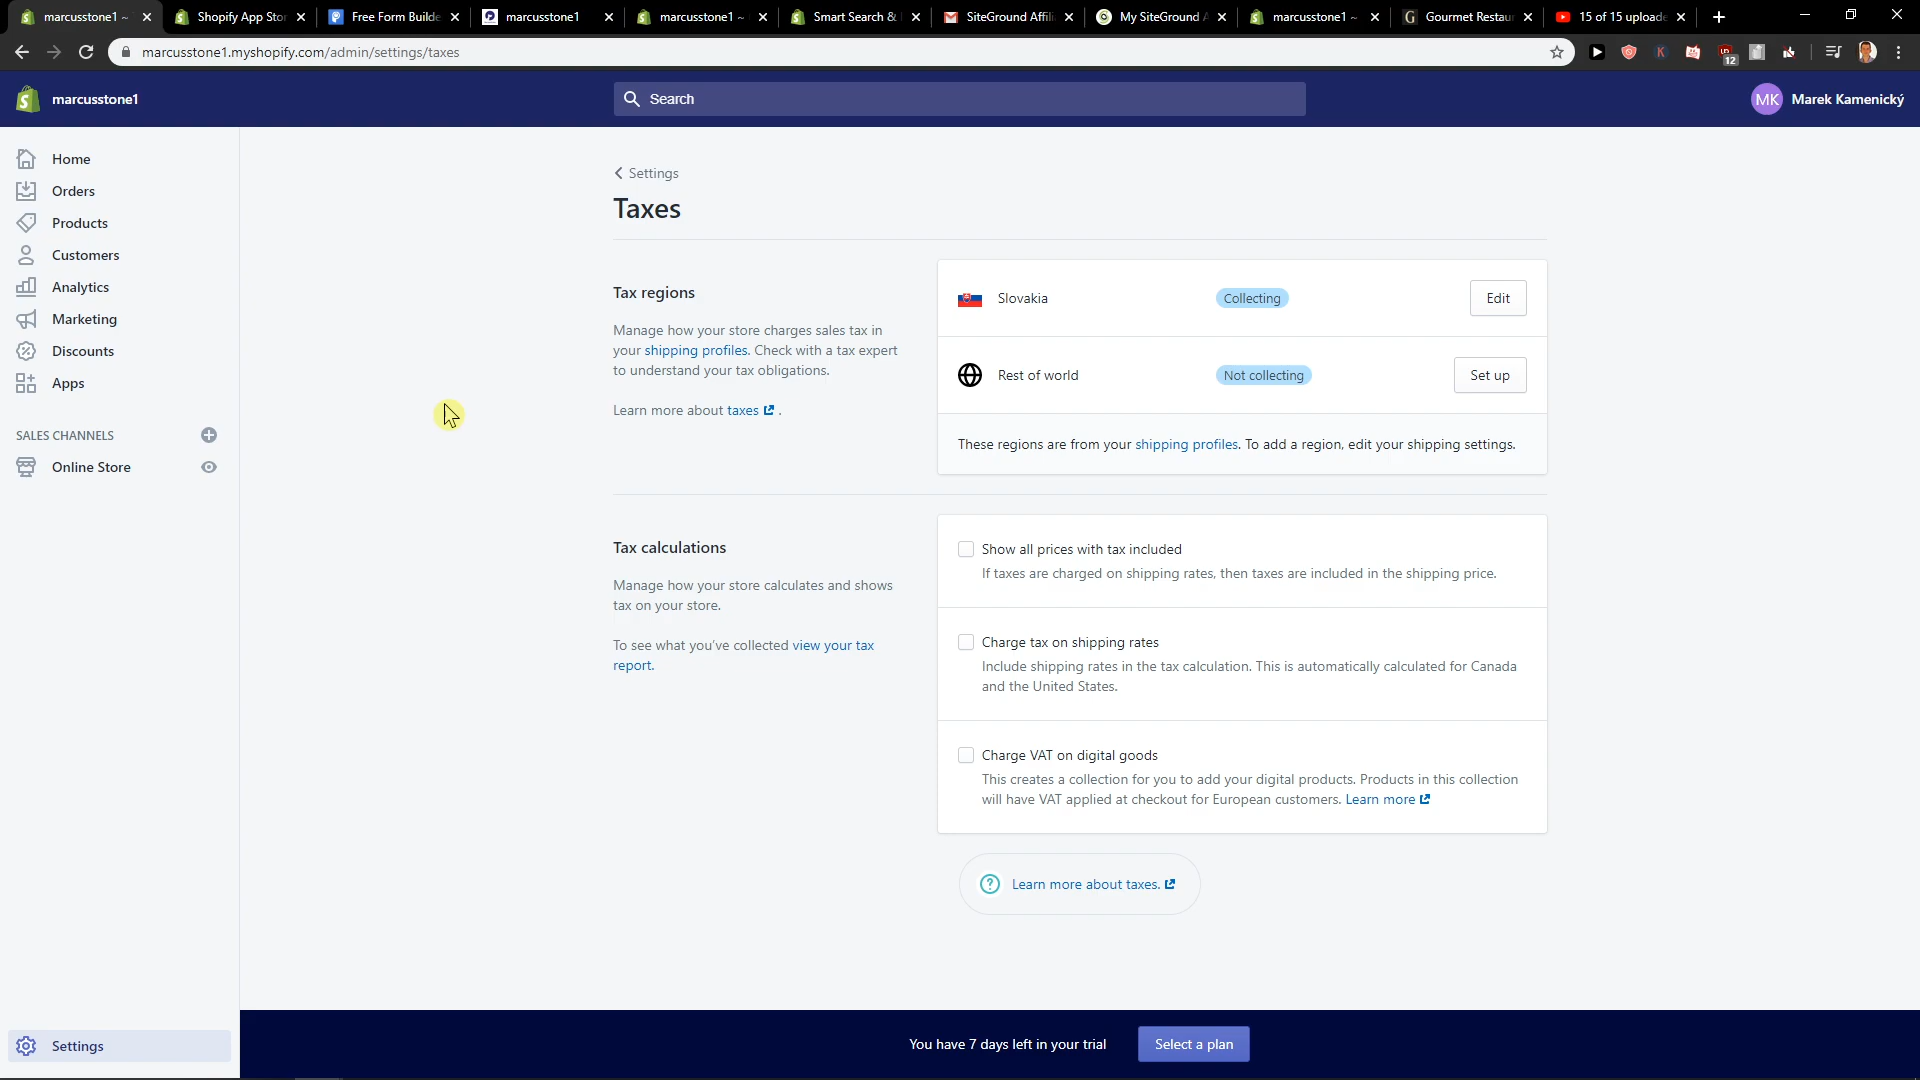 marcusstone1 ~
Shopify App Stor
Free Form Builde
marcusstone1
marcusstone1 ~
Smart Search &
SiteGround Affili
My SiteGround A
marcusstone1 ~
Gourmet Restaur
15 of 15 uploade
marcusstone1.myshopify.com/admin/settings/taxes
12
marcusstone1
Search
MK
Marek Kamenický
Home
Orders
Products
Customers
Analytics
Marketing
Discounts
Apps
SALES CHANNELS
Online Store
Settings
Settings
Taxes
Tax regions
Manage how your store charges sales tax in
your shipping profiles. Check with a tax expert
to understand your tax obligations.
Learn more about taxes .
Slovakia
Collecting
Edit
Rest of world
Not collecting
Set up
These regions are from your shipping profiles. To add a region, edit your shipping settings.
Tax calculations
Manage how your store calculates and shows
tax on your store.
To see what you've collected view your tax
report.
Show all prices with tax included
If taxes are charged on shipping rates, then taxes are included in the shipping price.
Charge tax on shipping rates
Include shipping rates in the tax calculation. This is automatically calculated for Canada
and the United States.
Charge VAT on digital goods
This creates a collection for you to add your digital products. Products in this collection
will have VAT applied at checkout for European customers. Learn more
Learn more about taxes.
You have 7 days left in your trial
Select a plan